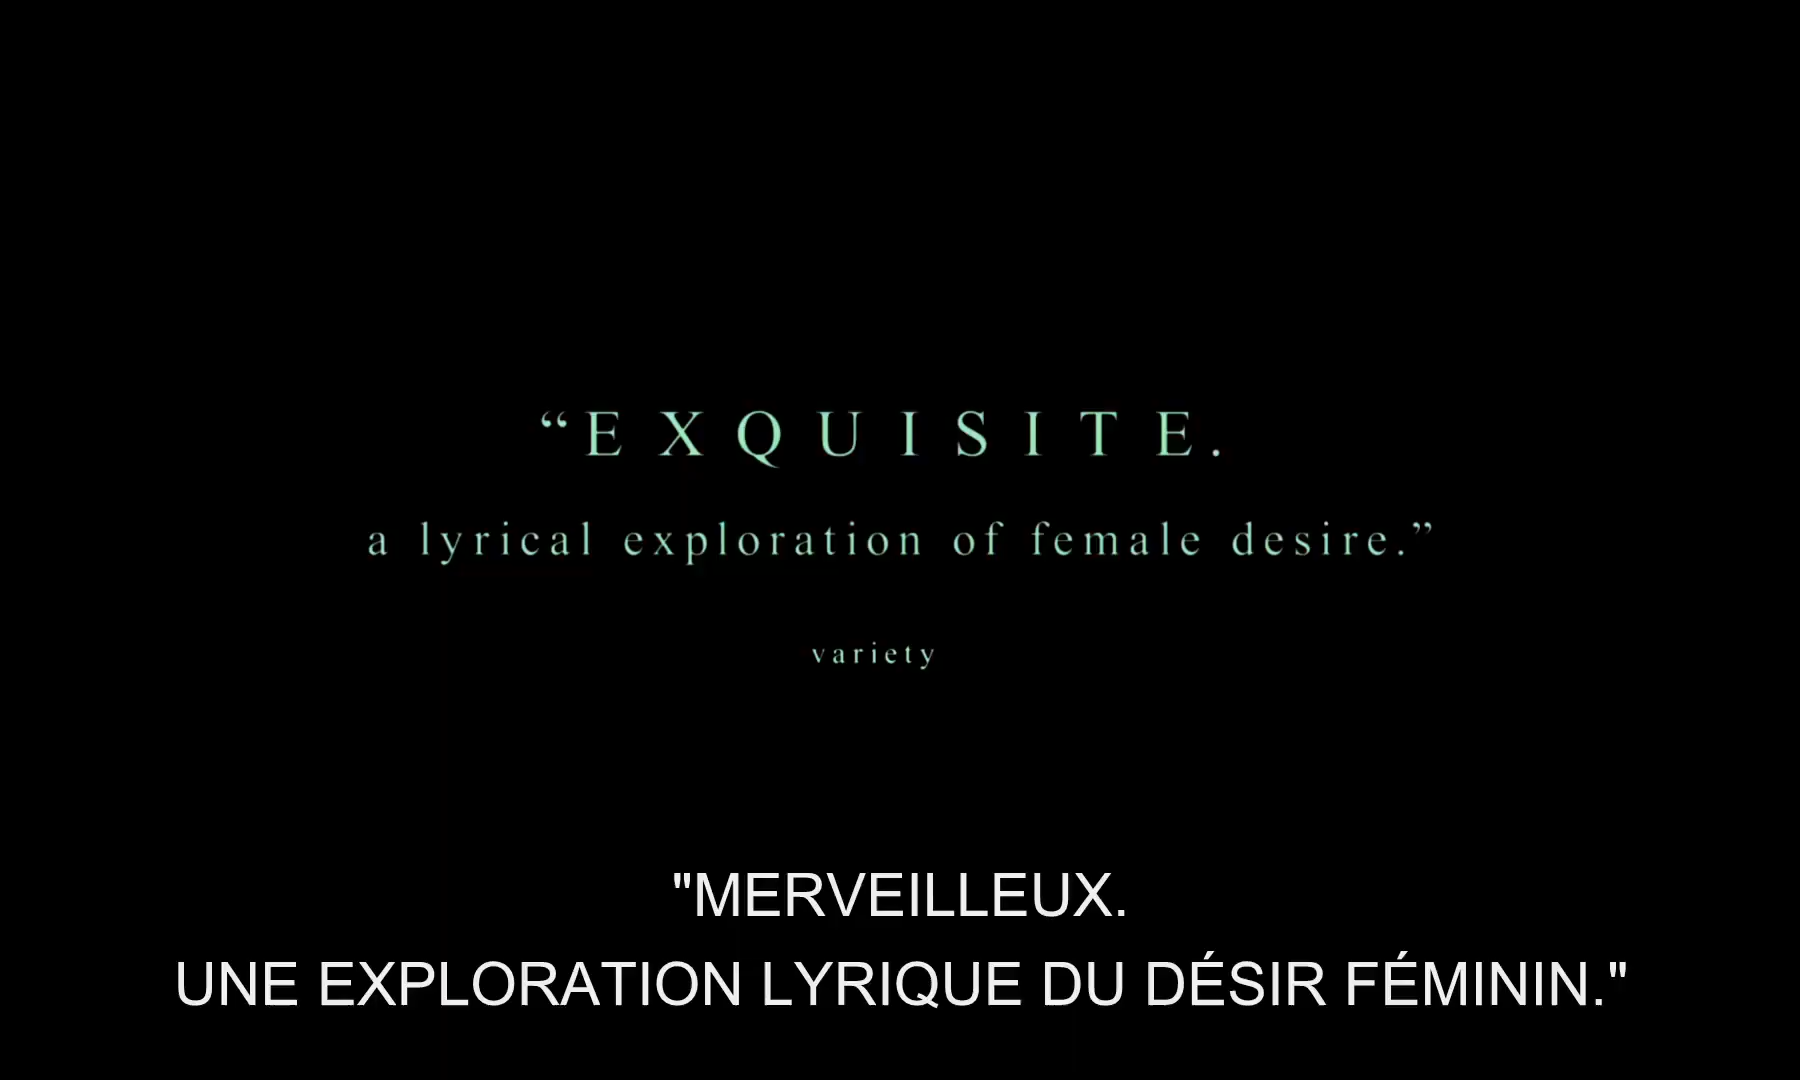 “EXQUISITE.
a lyrical exploration of female desire.”
variety
"MERVEILLEUX.
UNE EXPLORATION LYRIQUE DU DÉSIR FÉMININ."